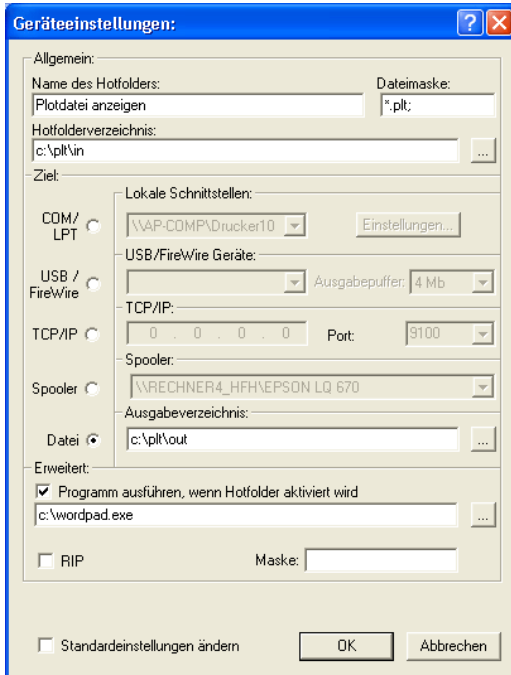 Geräteeinstellungen:
Allgemein:
Name des Hotfolders: Dateimaske:
Plotdatei anzeigen *.plt;
Hotfolderverzeichnis:
c:\plt\in ...
Ziel:
Lokale Schnittstellen:
COM/
LPT
\\AP-COMP\Drucker10 Einstellungen...
USB/FireWire Geräte:
USB /
FireWire
Ausgabepuffer: 4 Mb
TCP/IP:
TCP/IP 0 . 0 . 0 . 0 Port: 9100
Spooler:
Spooler \\RECHNER4_HFH\EPSON LQ 670
Ausgabeverzeichnis:
Datei c:\plt\out ...
Erweitert:
Programm ausführen, wenn Hotfolder aktiviert wird
c:\wordpad.exe ...
RIP Maske:
Standardeinstellungen ändern OK Abbrechen